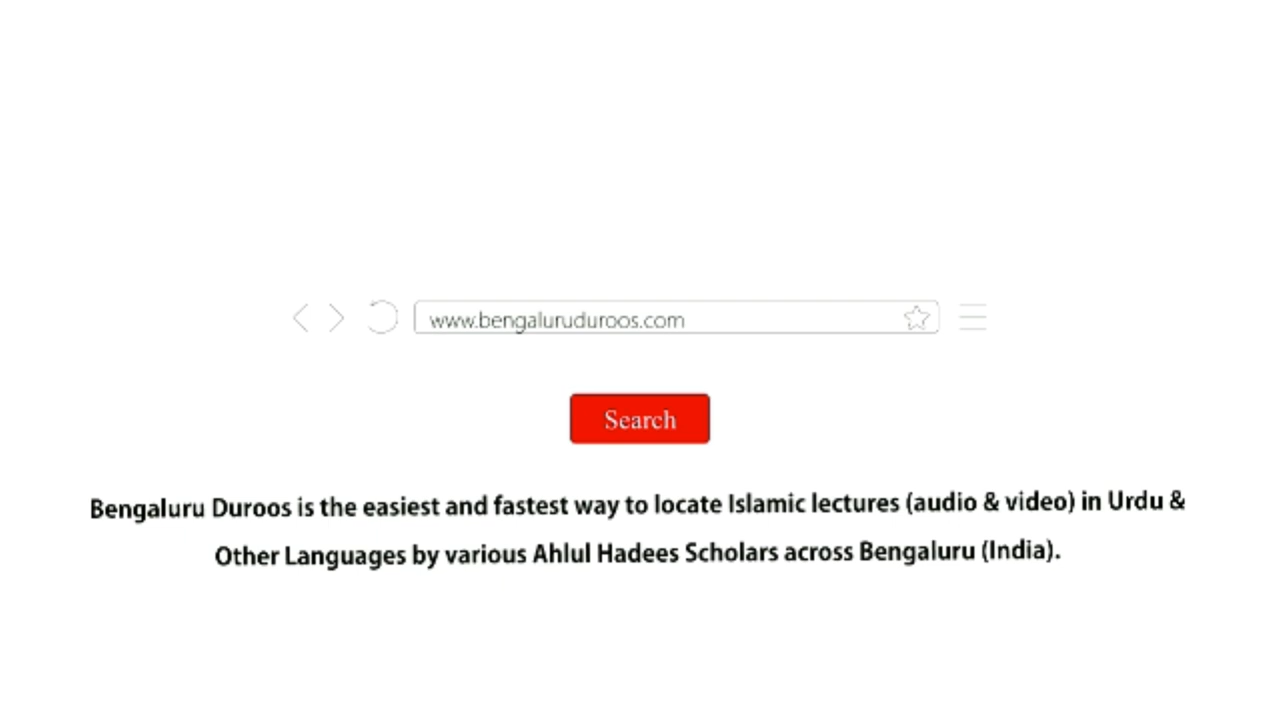 www.bengaluruduroos.com
Search
Bengaluru Duroos is the easiest and fastest way to locate Islamic lectures (audio & video) in Urdu &
Other Languages by various Ahlul Hadees Scholars across Bengaluru (India).